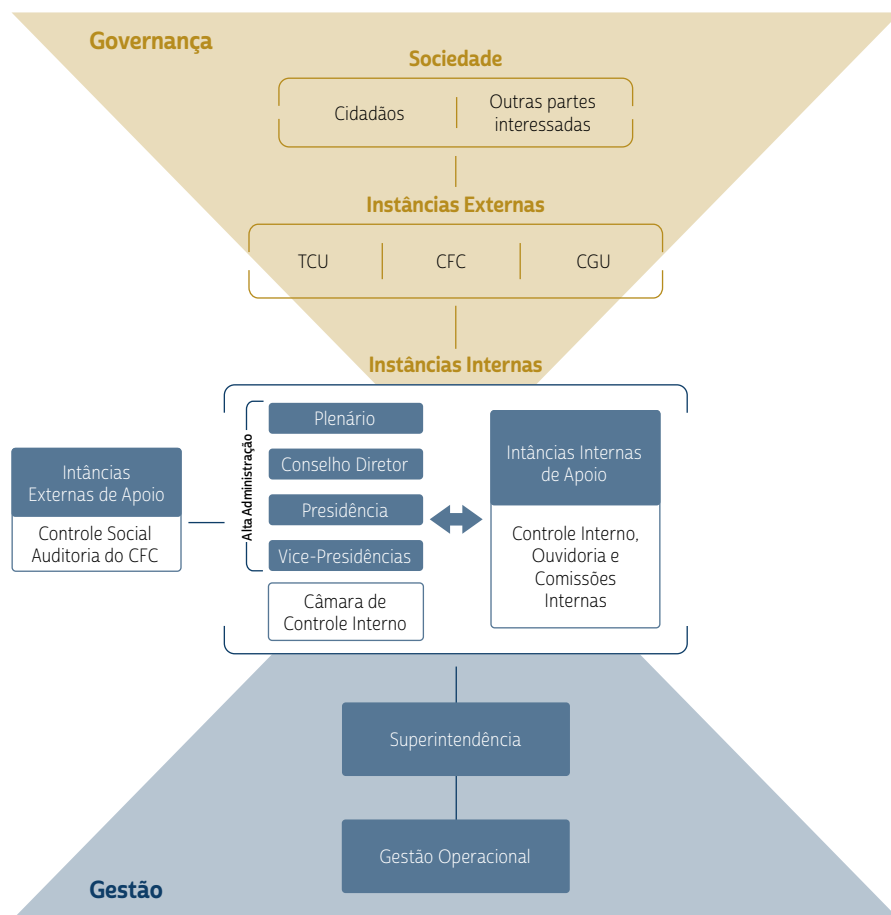 Governança
Sociedade
Cidadãos
Outras partes
interessadas
Instâncias Externas
TCU
CFC
CGU
Instâncias Internas
Alta Administração
Plenário
Conselho Diretor
Presidência
Vice-Presidências
Câmara de
Controle Interno
Intâncias Internas
de Apoio
Controle Interno,
Ouvidoria e
Comissões
Internas
Intâncias
Externas de Apoio
Controle Social
Auditoria do CFC
Superintendência
Gestão Operacional
Gestão